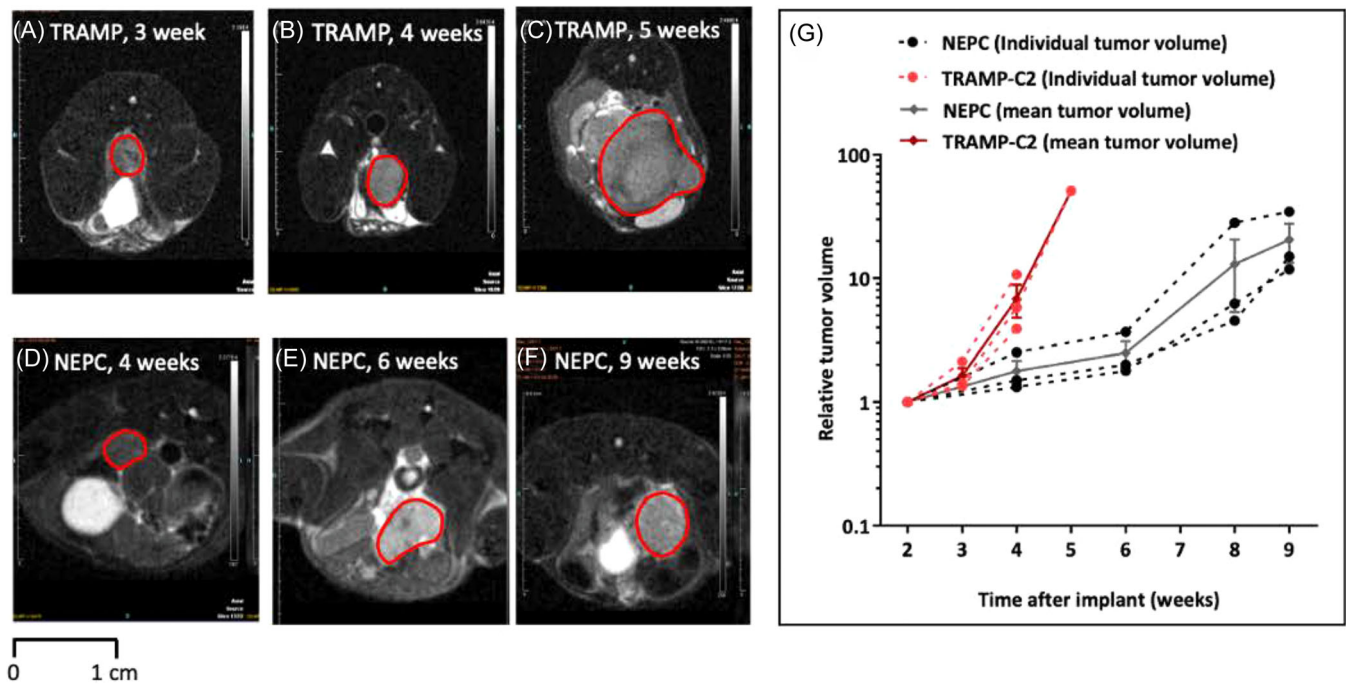 (A) TRAMP, 3 week
(B) TRAMP, 4 weeks
(C) TRAMP, 5 weeks
(D) NEPC, 4 weeks
(E) NEPC, 6 weeks
(F) NEPC, 9 weeks
0 1 cm
(G)
NEPC (Individual tumor volume)
TRAMP-C2 (Individual tumor volume)
NEPC (mean tumor volume)
TRAMP-C2 (mean tumor volume)
100
10
1
0.1
Relative tumor volume
2 3 4 5 6 7 8 9
Time after implant (weeks)